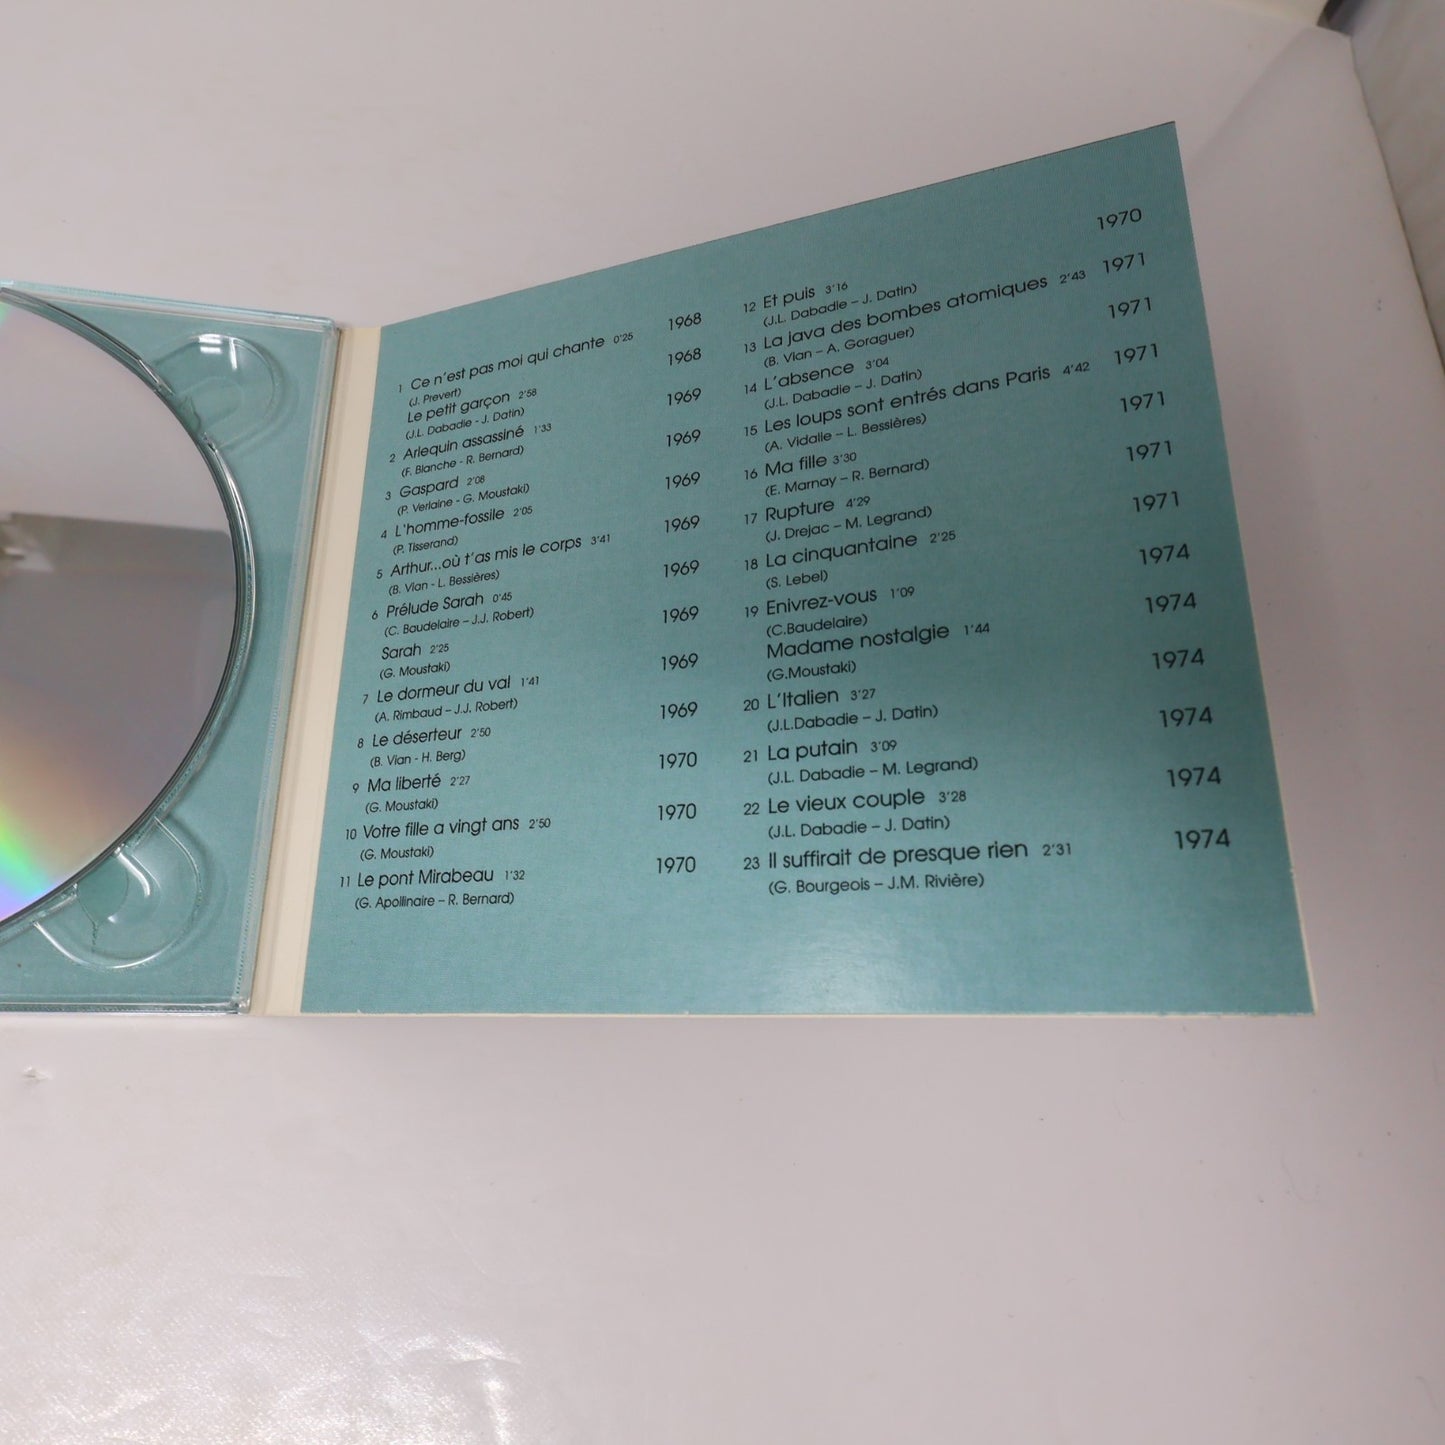 1 Ce n'est pas moi qui chante 0'25 1968
(J. Prevert)
Le petit garçon 2'58 1968
(J.L. Dabadie - J. Datin)
2 Arlequin assassiné 1'33 1969
(F. Blanche - R. Bernard)
3 Gaspard 2'08 1969
(P. Verlaine - G. Moustaki)
4 L'homme-fossile 2'05 1969
(P. Tisserand)
5 Arthur...où t'as mis le corps 3'41 1969
(B. Vian - L. Bessières)
6 Prélude Sarah 0'45 1969
(C. Baudelaire – J.J. Robert)
Sarah 2'25 1969
(G. Moustaki)
7 Le dormeur du val 1'41 1969
(A. Rimbaud – J.J. Robert)
8 Le déserteur 2'50 1969
(B. Vian - H. Berg)
9 Ma liberté 2'27 1970
(G. Moustaki)
10 Votre fille a vingt ans 2'50 1970
(G. Moustaki)
11 Le pont Mirabeau 1'32 1970
(G. Apollinaire – R. Bernard)
12 Et puis 3'16 1970
(J.L. Dabadie – J. Datin)
13 La java des bombes atomiques 2'43 1971
(B. Vian – A. Goraguer)
14 L'absence 3'04 1971
(J.L. Dabadie – J. Datin)
15 Les loups sont entrés dans Paris 4'42 1971
(A. Vidalie – L. Bessières)
16 Ma fille 3'30 1971
(E. Marnay – R. Bernard)
17 Rupture 4'29 1971
(J. Drejac – M. Legrand)
18 La cinquantaine 2'25 1971
(S. Lebel)
19 Enivrez-vous 1'09 1974
(C.Baudelaire)
Madame nostalgie 1'44 1974
(G.Moustaki)
20 L'Italien 3'27 1974
(J.L.Dabadie – J. Datin)
21 La putain 3'09 1974
(J.L. Dabadie – M. Legrand)
22 Le vieux couple 3'28 1974
(J.L. Dabadie – J. Datin)
23 Il suffirait de presque rien 2'31 1974
(G. Bourgeois – J.M. Rivière)